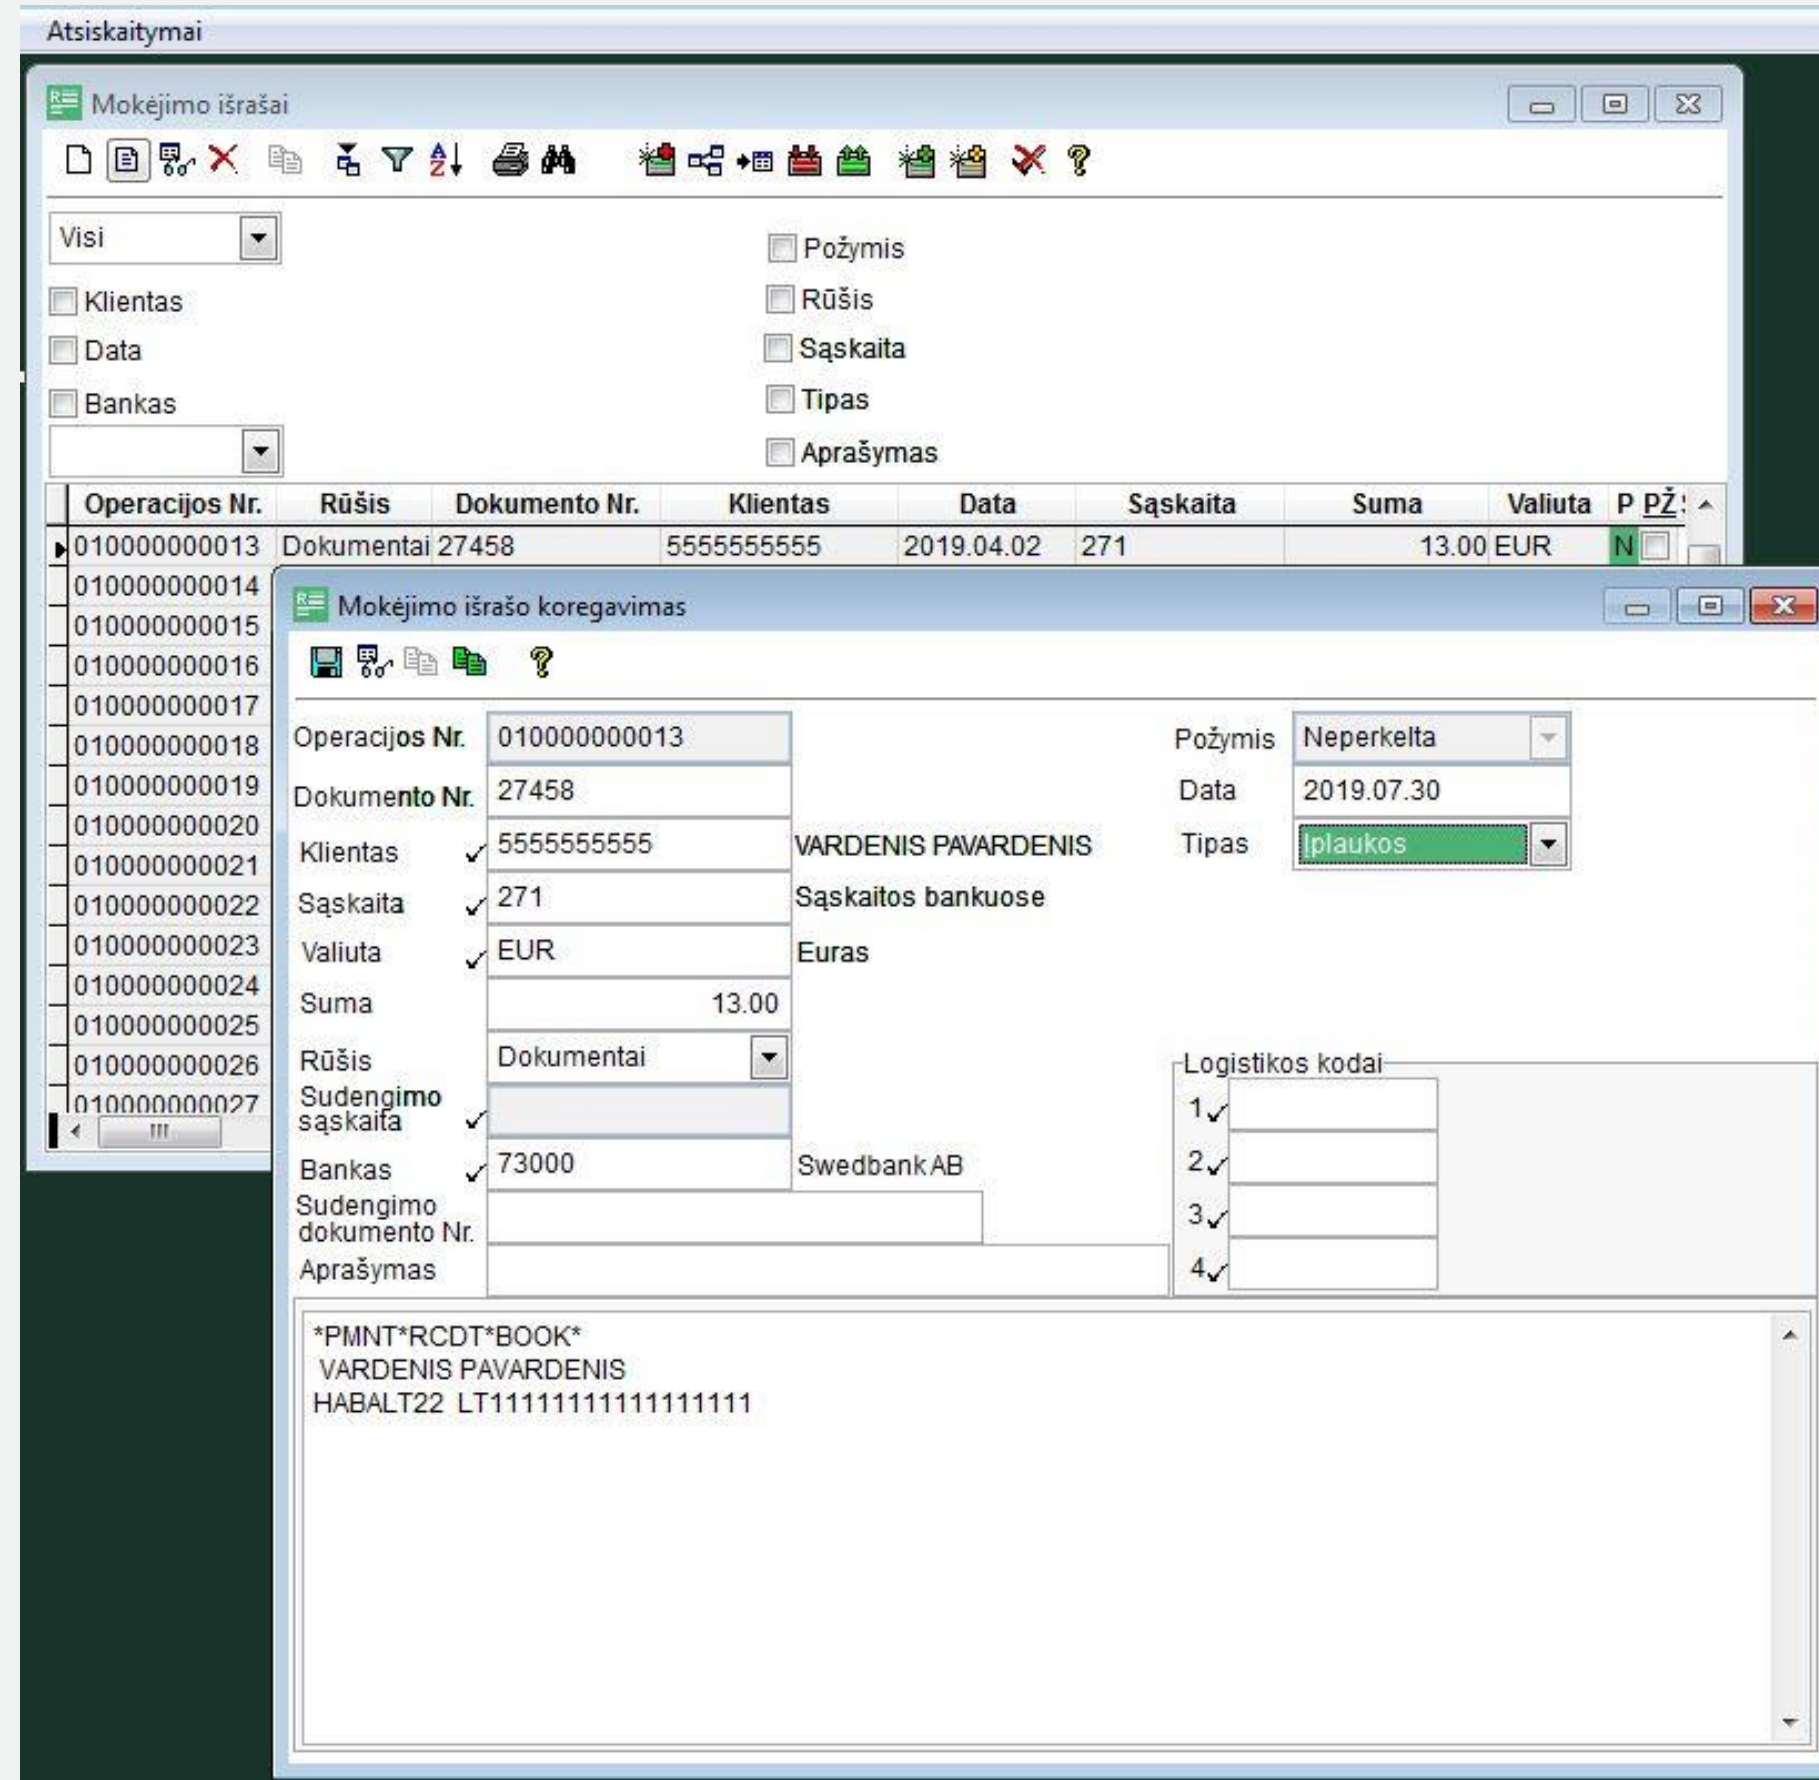 Atsiskaitymai
Mokėjimo išrašai
Visi
Požymis
Klientas
Rūšis
Data
Sąskaita
Bankas
Tipas
Aprašymas
Operacijos Nr. Rūšis Dokumento Nr. Klientas Data Sąskaita Suma Valiuta P PŽ
010000000013 Dokumentai 27458 5555555555 2019.04.02 271 13.00 EUR N
010000000014
010000000015
010000000016
010000000017
010000000018
010000000019
010000000020
010000000021
010000000022
010000000023
010000000024
010000000025
010000000026
010000000027
Mokėjimo išrašo koregavimas
Operacijos Nr. 010000000013 Požymis Neperkelta
Dokumento Nr. 27458 Data 2019.07.30
Klientas 5555555555 VARDENIS PAVARDENIS Tipas Įplaukos
Sąskaita 271 Sąskaitos bankuose
Valiuta EUR Euras
Suma 13.00
Rūšis Dokumentai
Logistikos kodai
Sudengimo
sąskaita
1
Bankas 73000 Swedbank AB 2
Sudengimo
dokumento Nr.
3
Aprašymas 4
*PMNT*RCDT*BOOK*
VARDENIS PAVARDENIS
HABALT22 LT111111111111111111